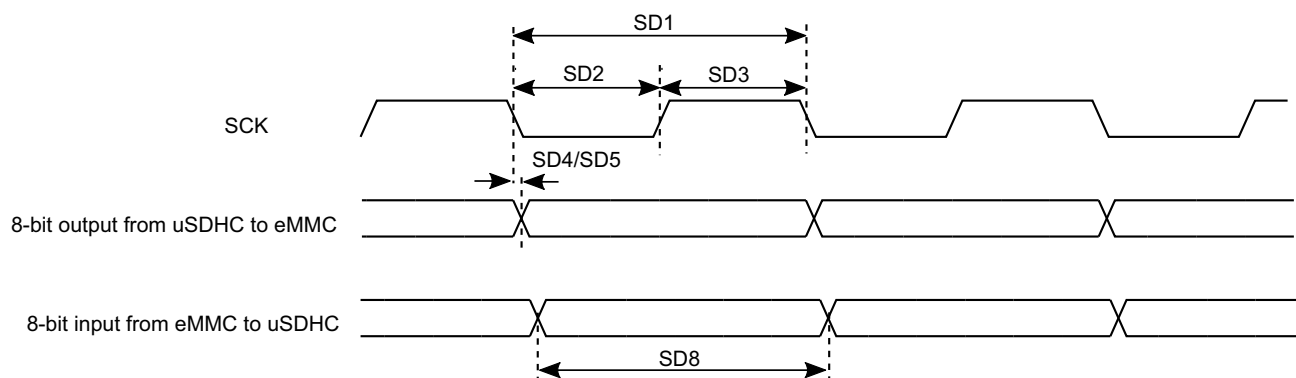 SD1
SD2
SD3
SCK
SD4/SD5
8-bit output from uSDHC to eMMC
8-bit input from eMMC to uSDHC
SD8